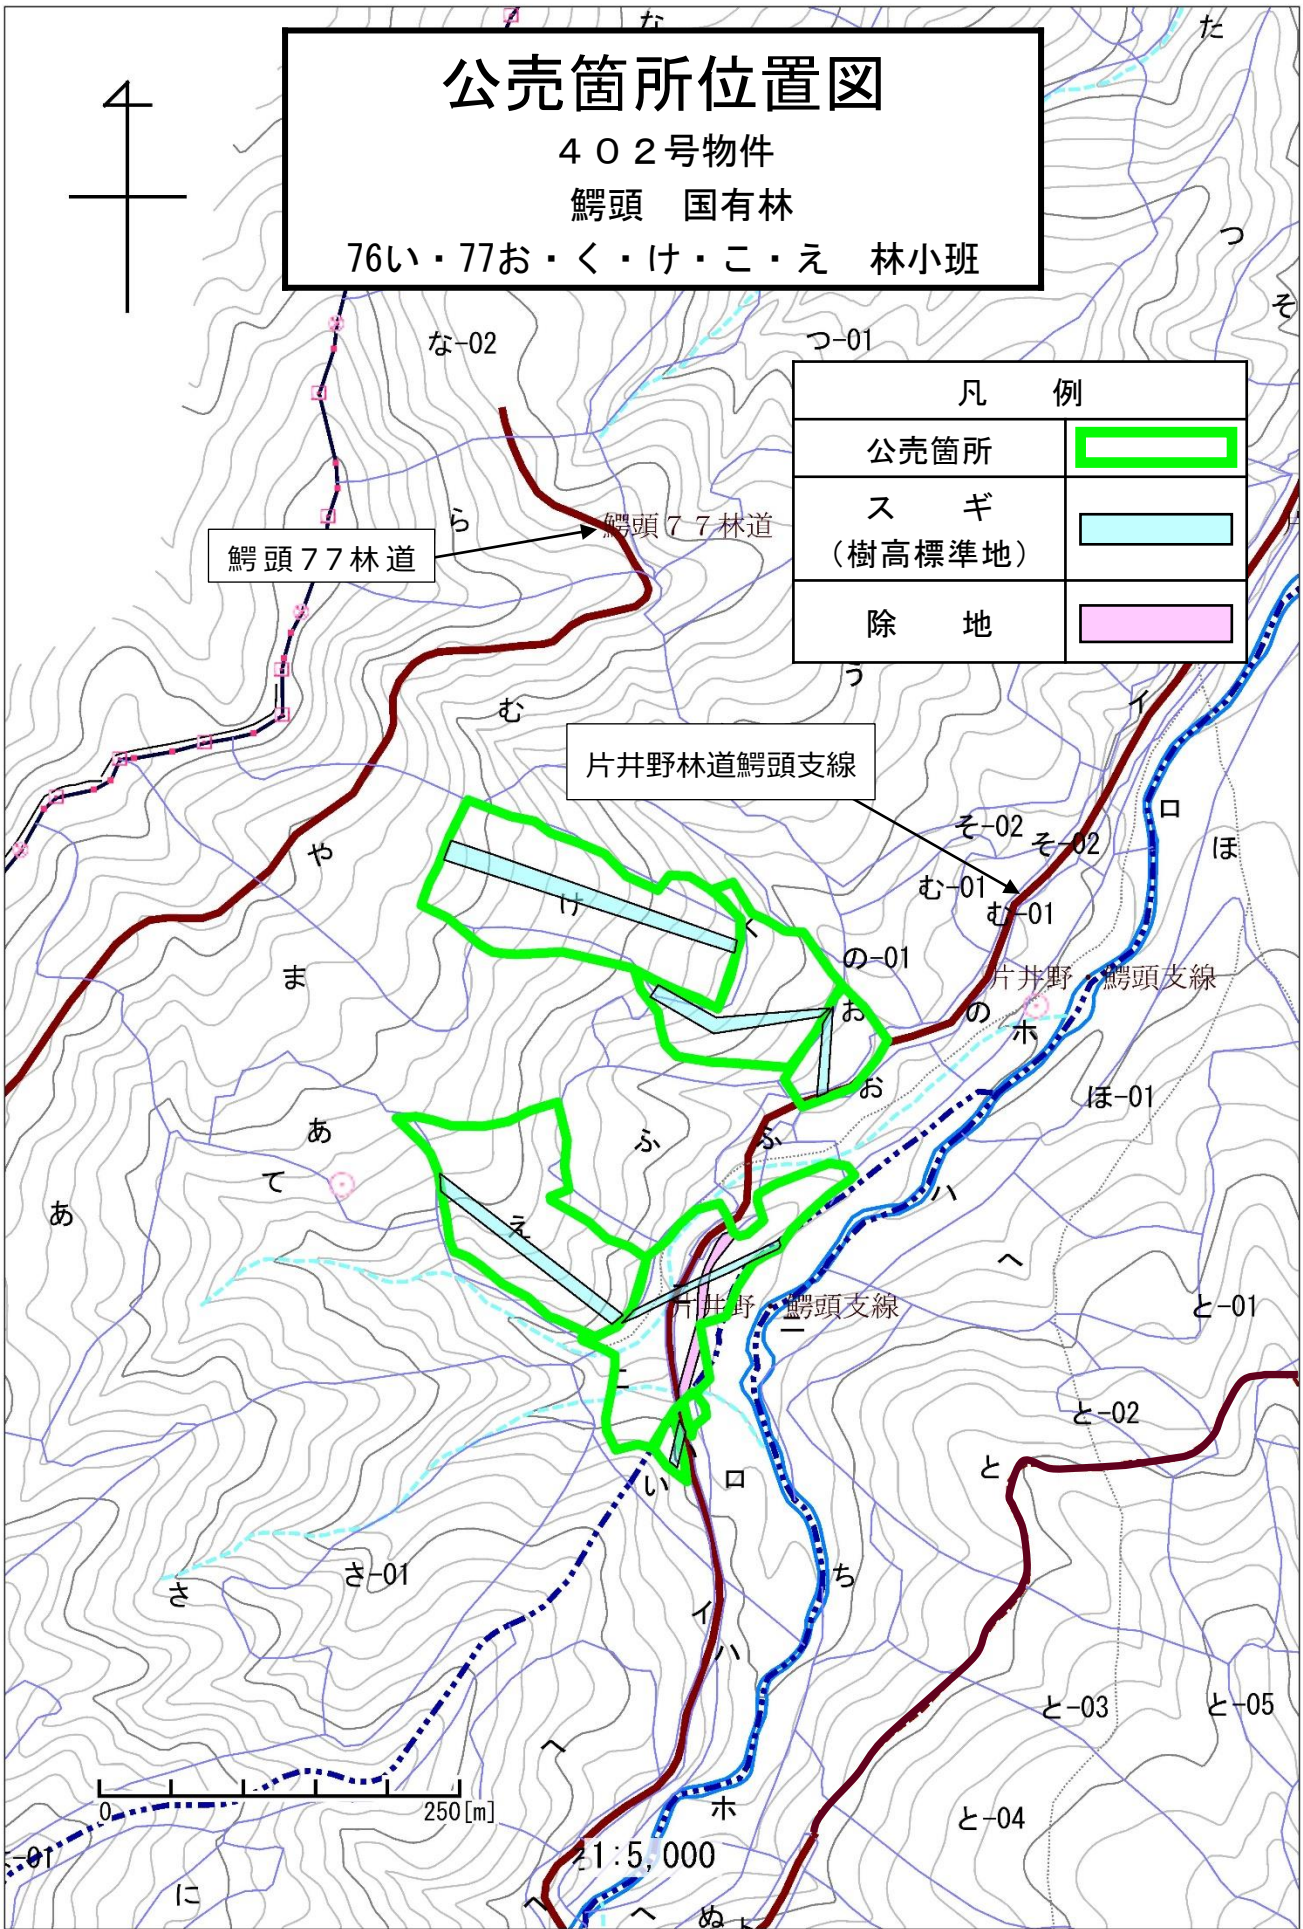 な
た
公売箇所位置図
４０２号物件
鰐頭　国有林
76い・77お・く・け・こ・え　林小班
つ
そ
な-02
つ-01
凡　例
公売箇所
ス　ギ
（樹高標準地）
除　地
ら
鰐頭７７林道
鰐頭77林道
う
む
イ
片井野林道鰐頭支線
ロ
そ-02
そ-02
ほ
や
む-01
む-01
け
く
の-01
ま
片井野・鰐頭支線
お
の
ホ
お
ほ-01
あ
ふ
ふ
て
あ
え
ハ
へ
片井野・鰐頭支線
ニ
と-01
こ
と-02
と
い
ロ
さ-01
さ
ち
イ
ハ
と-03
と-05
へ
0
250[m]
ホ
と-04
1:5,000
-01
に
へ
へ
ぬ